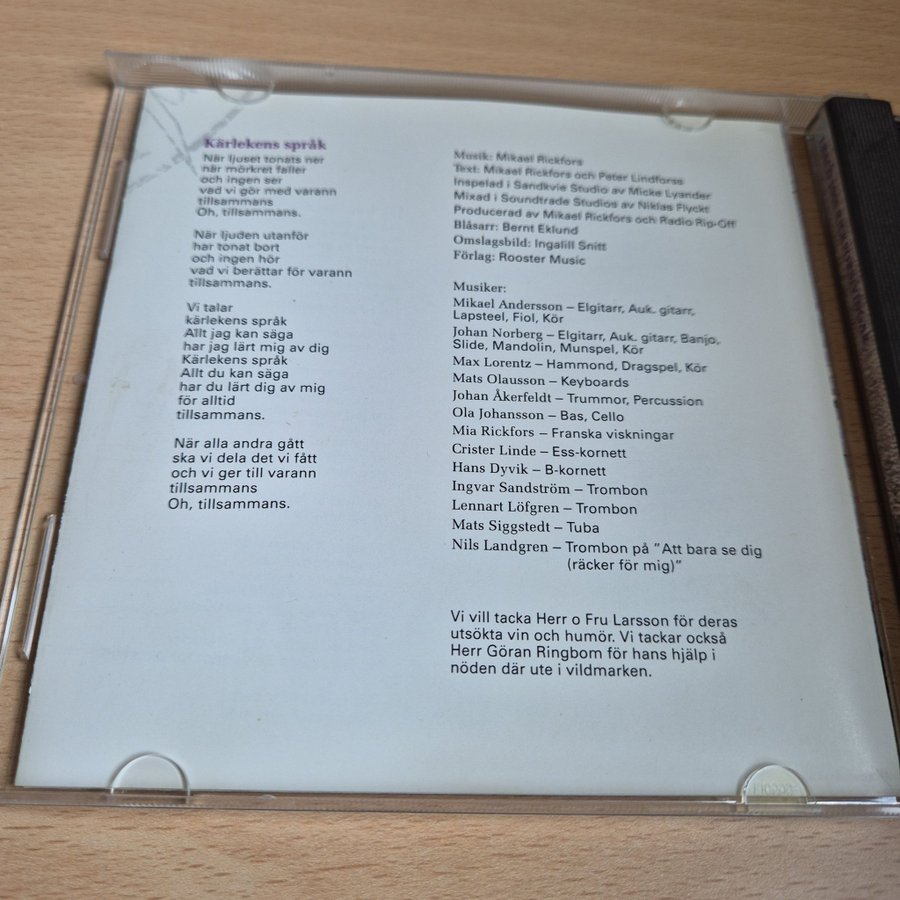 Kärlekens språk
När ljuset tonats ner
när mörkret faller
och ingen ser
vad vi gör med varann
tillsammans
Oh, tillsammans.
När ljuden utanför
har tonat bort
och ingen hör
vad vi berättar för varann
tillsammans.
Vi talar
kärlekens språk
Allt jag kan säga
har jag lärt mig av dig
Kärlekens språk
Allt du kan säga
har du lärt dig av mig
för alltid
tillsammans.
När alla andra gått
ska vi dela det vi fått
och vi ger till varann
tillsammans
Oh, tillsammans.
Musik: Mikael Rickfors
Text: Mikael Rickfors och Peter Lindforss
Inspelad i Sandkvie Studio av Micke Lyander
Mixad i Soundtrade Studios av Niklas Flyckt
Producerad av Mikael Rickfors och Radio Rip-Off
Blåsarr: Bernt Eklund
Omslagsbild: Ingalill Snitt
Förlag: Rooster Music
Musiker:
Mikael Andersson – Elgitarr, Auk. gitarr,
Lapsteel, Fiol, Kör
Johan Norberg – Elgitarr, Auk. gitarr, Banjo,
Slide, Mandolin, Munspel, Kör
Max Lorentz – Hammond, Dragspel, Kör
Mats Olausson – Keyboards
Johan Åkerfeldt – Trummor, Percussion
Ola Johansson – Bas, Cello
Mia Rickfors – Franska viskningar
Crister Linde – Ess-kornett
Hans Dyvik – B-kornett
Ingvar Sandström – Trombon
Lennart Löfgren – Trombon
Mats Siggstedt – Tuba
Nils Landgren – Trombon på "Att bara se dig
(räcker för mig)"
Vi vill tacka Herr o Fru Larsson för deras
utsökta vin och humör. Vi tackar också
Herr Göran Ringbom för hans hjälp i
nöden där ute i vildmarken.